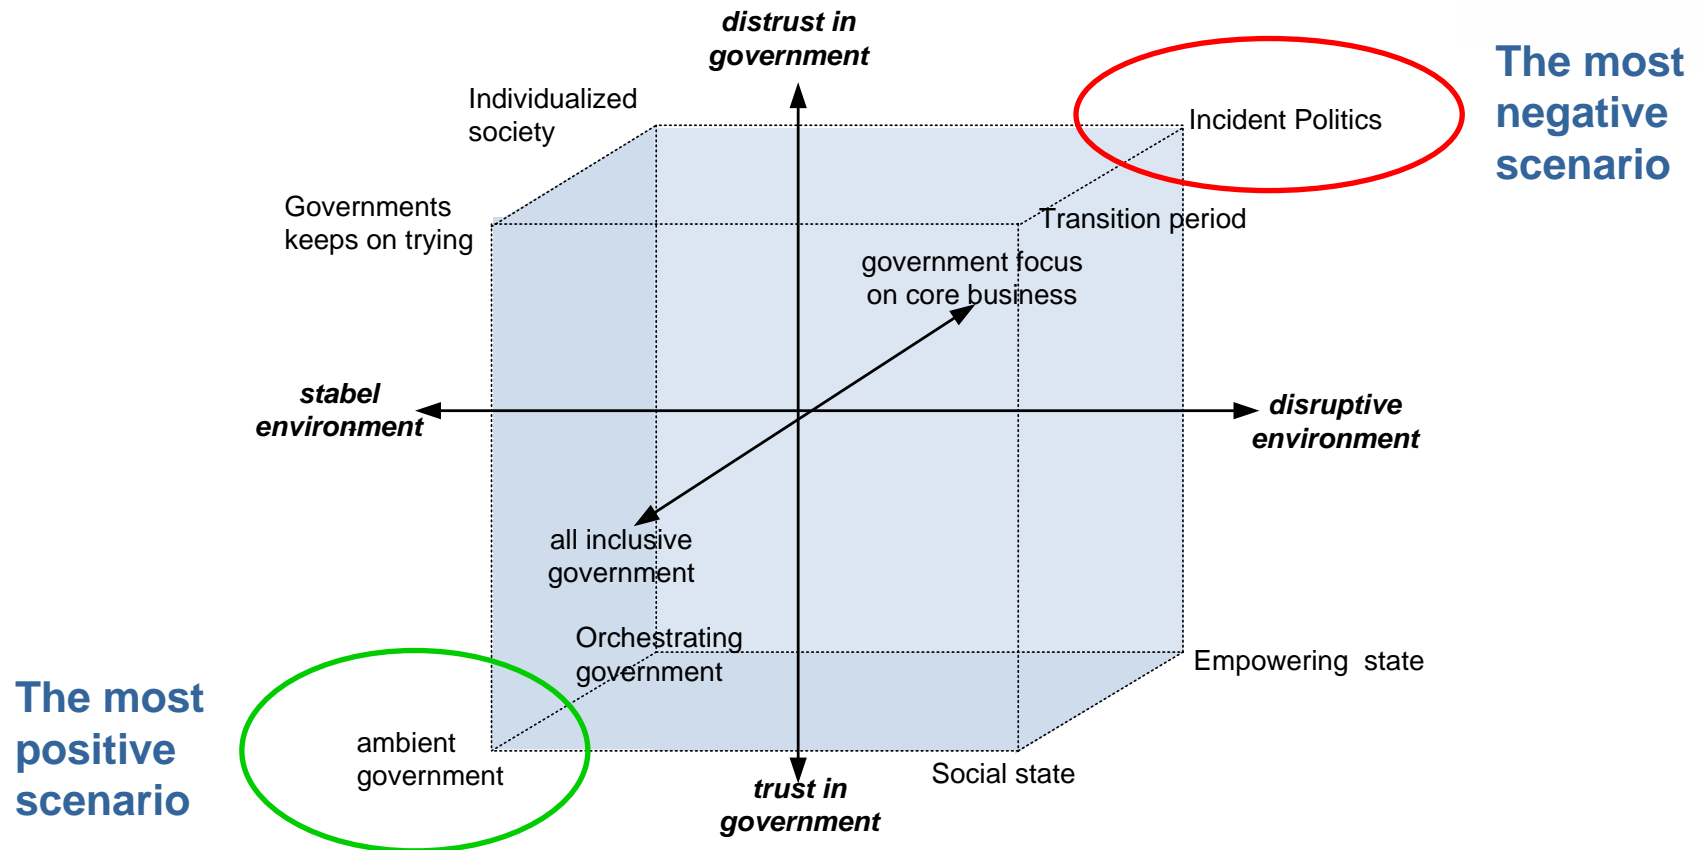 distrust in
government
The most
negative
scenario
Individualized
society
Incident Politics
Governments
keeps on trying
Transition period
government focus
on core business
stabel
environment
disruptive
environment
all inclusive
government
Orchestrating
government
Empowering state
The most
positive
scenario
ambient
government
Social state
trust in
government